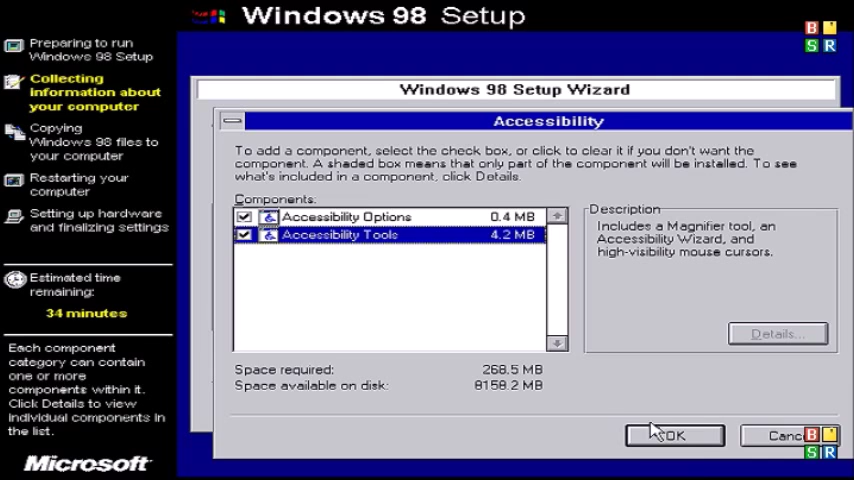 Windows 98 Setup
B
S R
Preparing to run
Windows 98 Setup
Collecting
information about
your computer
Copying
Windows 98 files to
your computer
Restarting your
computer
Setting up hardware
and finalizing settings
Estimated time
remaining:
34 minutes
Each component
category can contain
one or more
components within it.
Click Details to view
individual components in
the list.
Microsoft
Windows 98 Setup Wizard
Accessibility
To add a component, select the check box, or click to clear it if you don't want the
component. A shaded box means that only part of the component will be installed. To see
what's included in a component, click Details.
Components:
Accessibility Options 0.4 MB
Accessibility Tools 4.2 MB
Description
Includes a Magnifier tool, an
Accessibility Wizard, and
high-visibility mouse cursors.
Details...
Space required: 268.5 MB
Space available on disk: 8158.2 MB
OK
Canc
B
S R